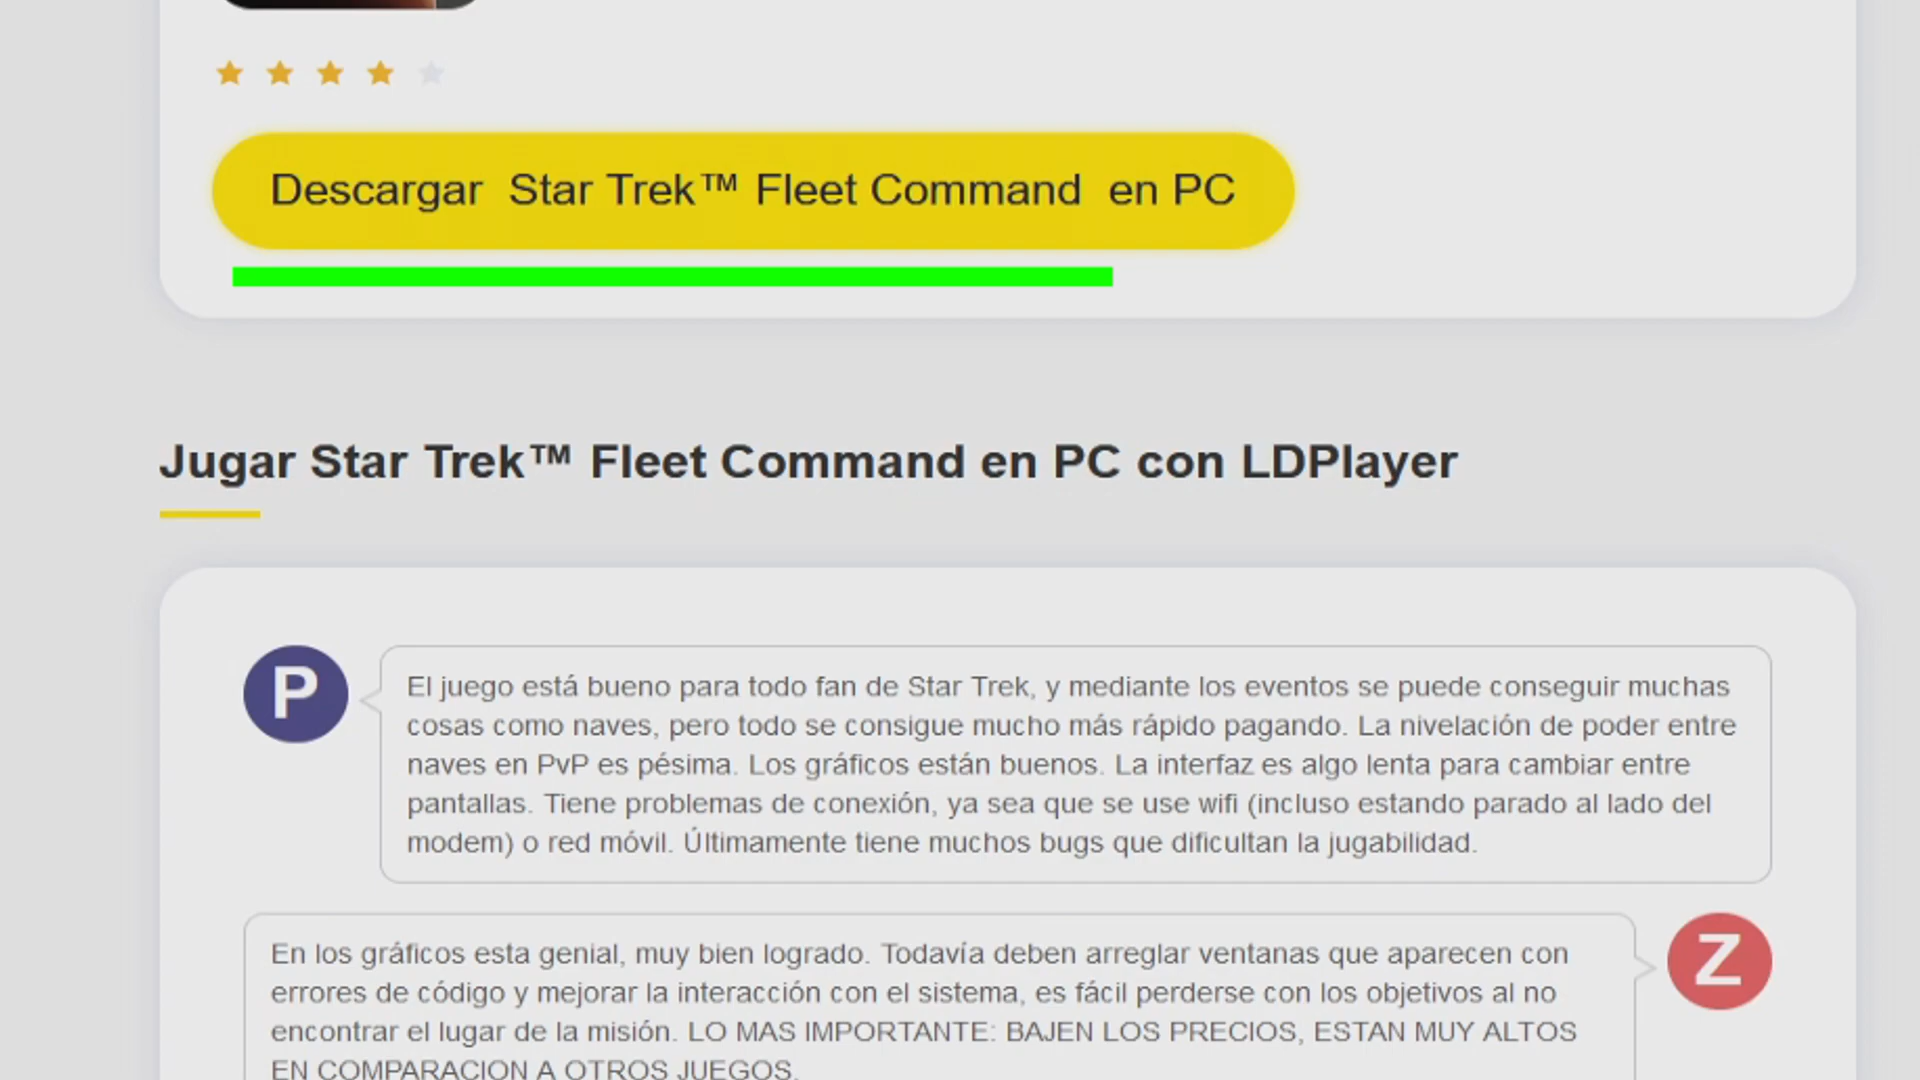 Descargar Star Trek™ Fleet Command en PC
Jugar Star Trek™ Fleet Command en PC con LDPlayer
P
El juego está bueno para todo fan de Star Trek, y mediante los eventos se puede conseguir muchas
cosas como naves, pero todo se consigue mucho más rápido pagando. La nivelación de poder entre
naves en PvP es pésima. Los gráficos están buenos. La interfaz es algo lenta para cambiar entre
pantallas. Tiene problemas de conexión, ya sea que se use wifi (incluso estando parado al lado del
modem) o red móvil. Últimamente tiene muchos bugs que dificultan la jugabilidad.
En los gráficos esta genial, muy bien logrado. Todavía deben arreglar ventanas que aparecen con
errores de código y mejorar la interacción con el sistema, es fácil perderse con los objetivos al no
encontrar el lugar de la misión. LO MAS IMPORTANTE: BAJEN LOS PRECIOS, ESTAN MUY ALTOS
EN COMPARACION A OTROS JUEGOS.
Z